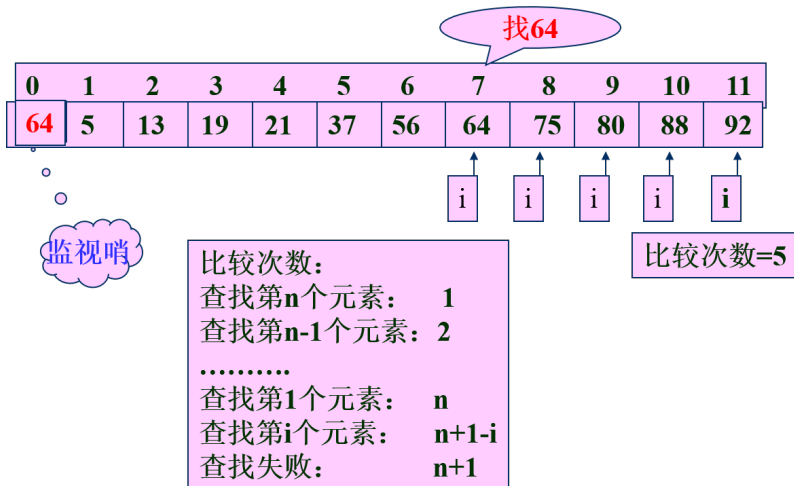 找64
0 1 2 3 4 5 6 7 8 9 10 11
64 5 13 19 21 37 56 64 75 80 88 92
i i i i i
监视哨
比较次数=5
比较次数：
查找第n个元素： 1
查找第n-1个元素：2
……….
查找第1个元素： n
查找第i个元素： n+1-i
查找失败： n+1